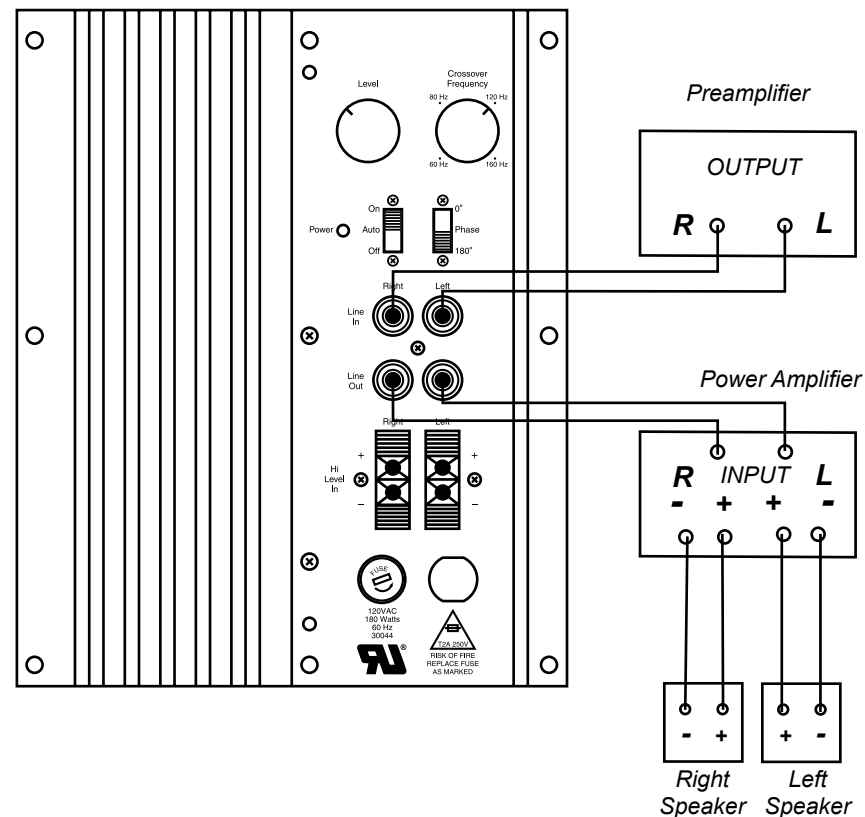 Level
Crossover
Frequency
80 Hz
120 Hz
60 Hz
160 Hz
Preamplifier
OUTPUT
R
L
On
0°
Power
Auto
Phase
Off
180°
Right
Left
Line
In
Line
Out
Power Amplifier
Right
Left
+
+
Hi
Level
In
–
–
R
INPUT
L
-
+
+
-
FUSE
120VAC
180 Watts
60 Hz
30044
T2A 250V
RISK OF FIRE
REPLACE FUSE
AS MARKED
RU®
-
+
+
-
Right
Speaker
Left
Speaker